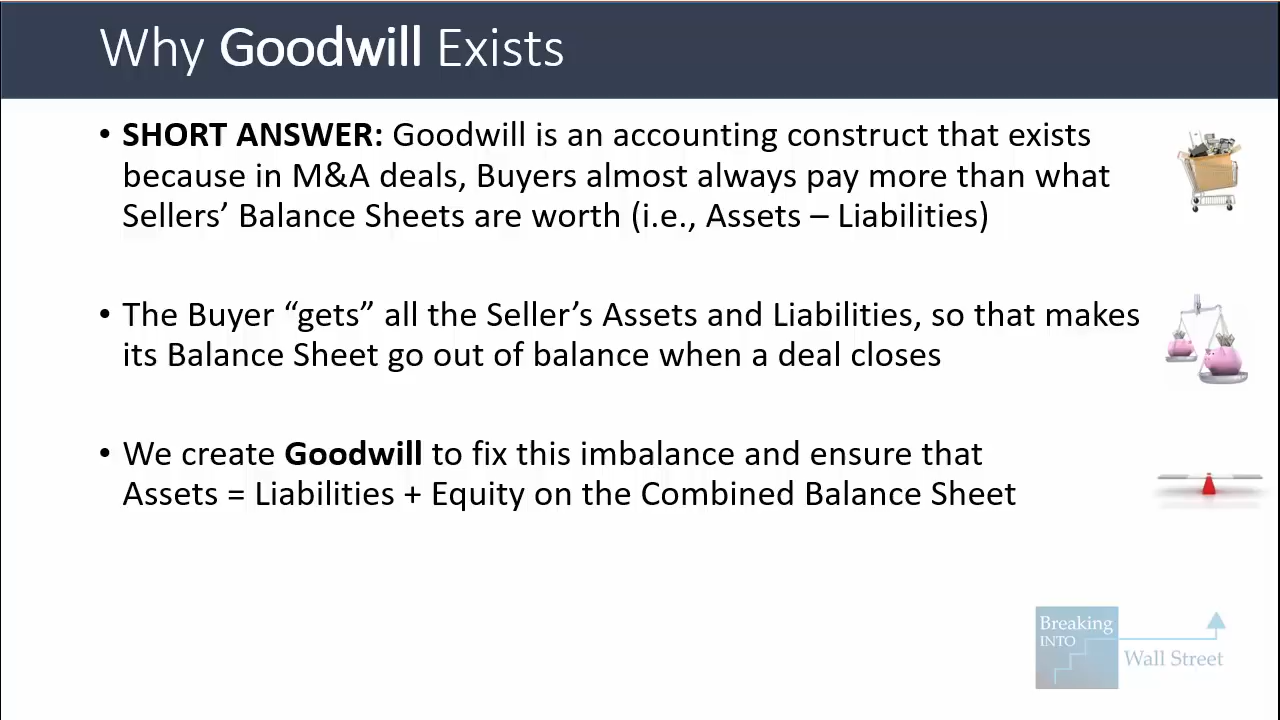 Why Goodwill Exists
• SHORT ANSWER: Goodwill is an accounting construct that exists
because in M&A deals, Buyers almost always pay more than what
Sellers’ Balance Sheets are worth (i.e., Assets – Liabilities)
• The Buyer “gets” all the Seller’s Assets and Liabilities, so that makes
its Balance Sheet go out of balance when a deal closes
• We create Goodwill to fix this imbalance and ensure that
Assets = Liabilities + Equity on the Combined Balance Sheet
Breaking
INTO
Wall Street